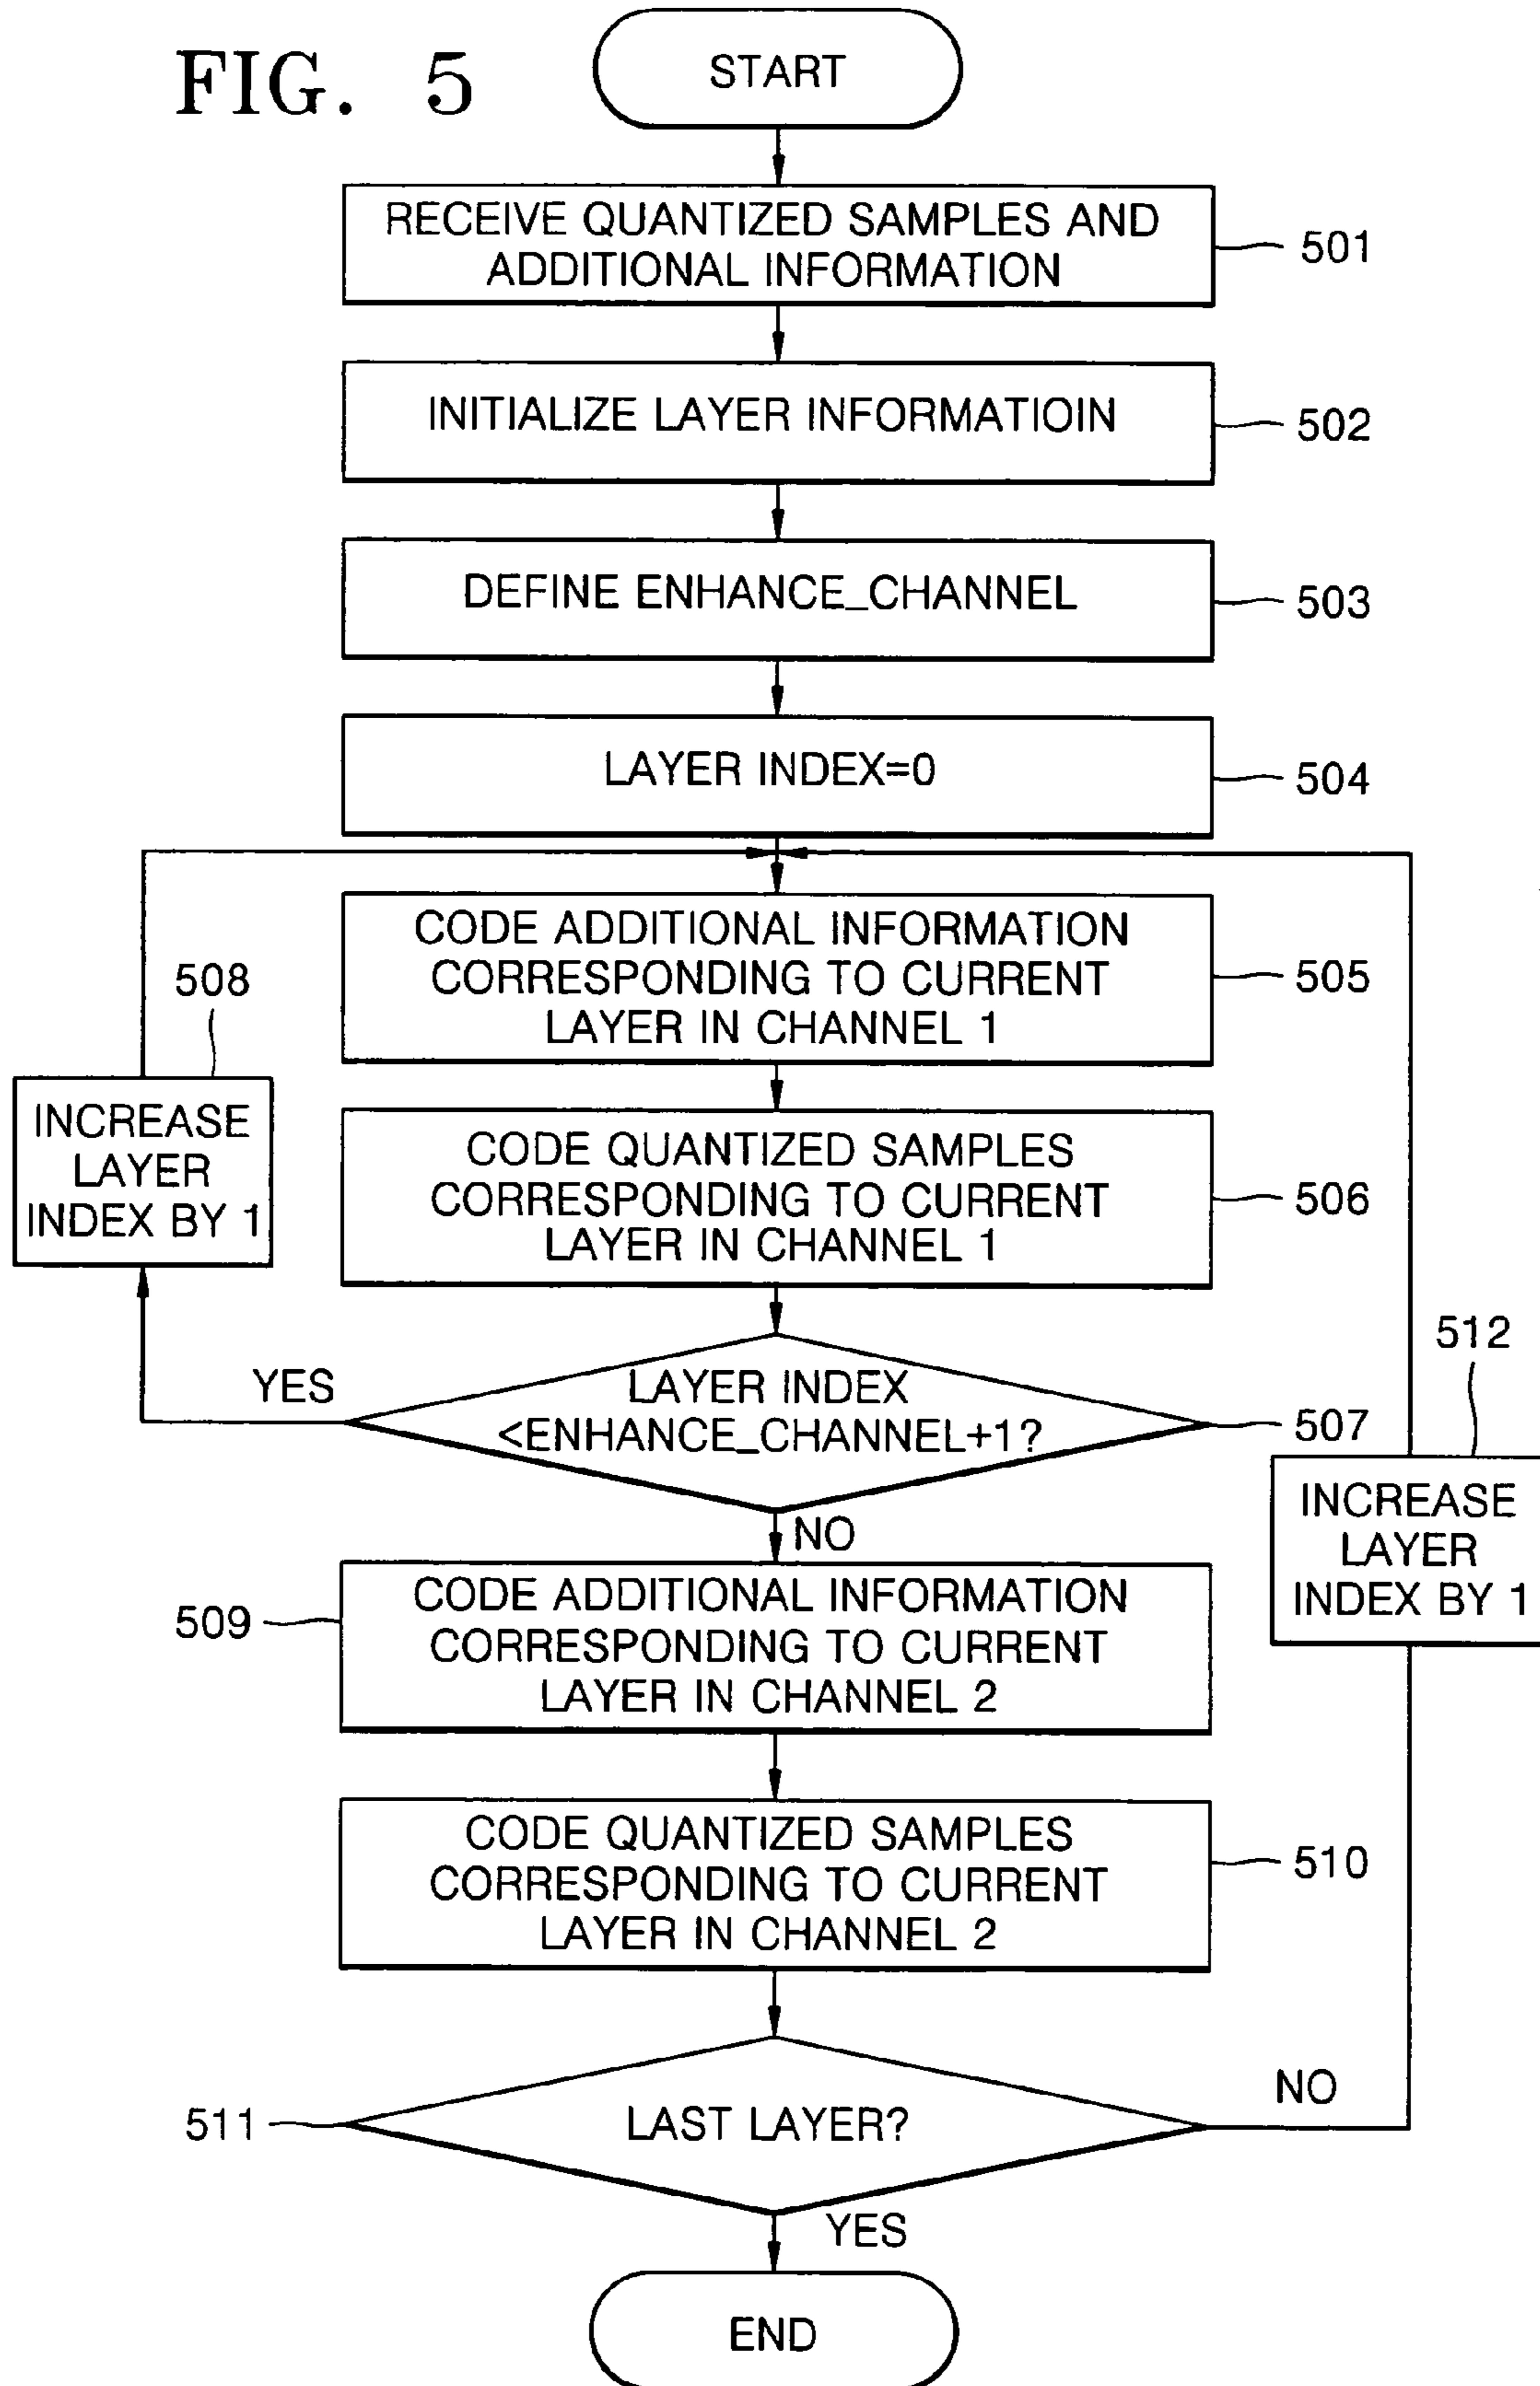 FIG. 5
START
RECEIVE QUANTIZED SAMPLES AND
ADDITIONAL INFORMATION
501
INITIALIZE LAYER INFORMATIOIN
502
DEFINE ENHANCE_CHANNEL
503
LAYER INDEX=0
504
CODE ADDITIONAL INFORMATION
CORRESPONDING TO CURRENT
LAYER IN CHANNEL 1
505
508
INCREASE
LAYER
INDEX BY 1
CODE QUANTIZED SAMPLES
CORRESPONDING TO CURRENT
LAYER IN CHANNEL 1
506
YES
LAYER INDEX
<ENHANCE_CHANNEL+1?
507
512
INCREASE
LAYER
INDEX BY 1
NO
509
CODE ADDITIONAL INFORMATION
CORRESPONDING TO CURRENT
LAYER IN CHANNEL 2
CODE QUANTIZED SAMPLES
CORRESPONDING TO CURRENT
LAYER IN CHANNEL 2
510
511
LAST LAYER?
NO
YES
END